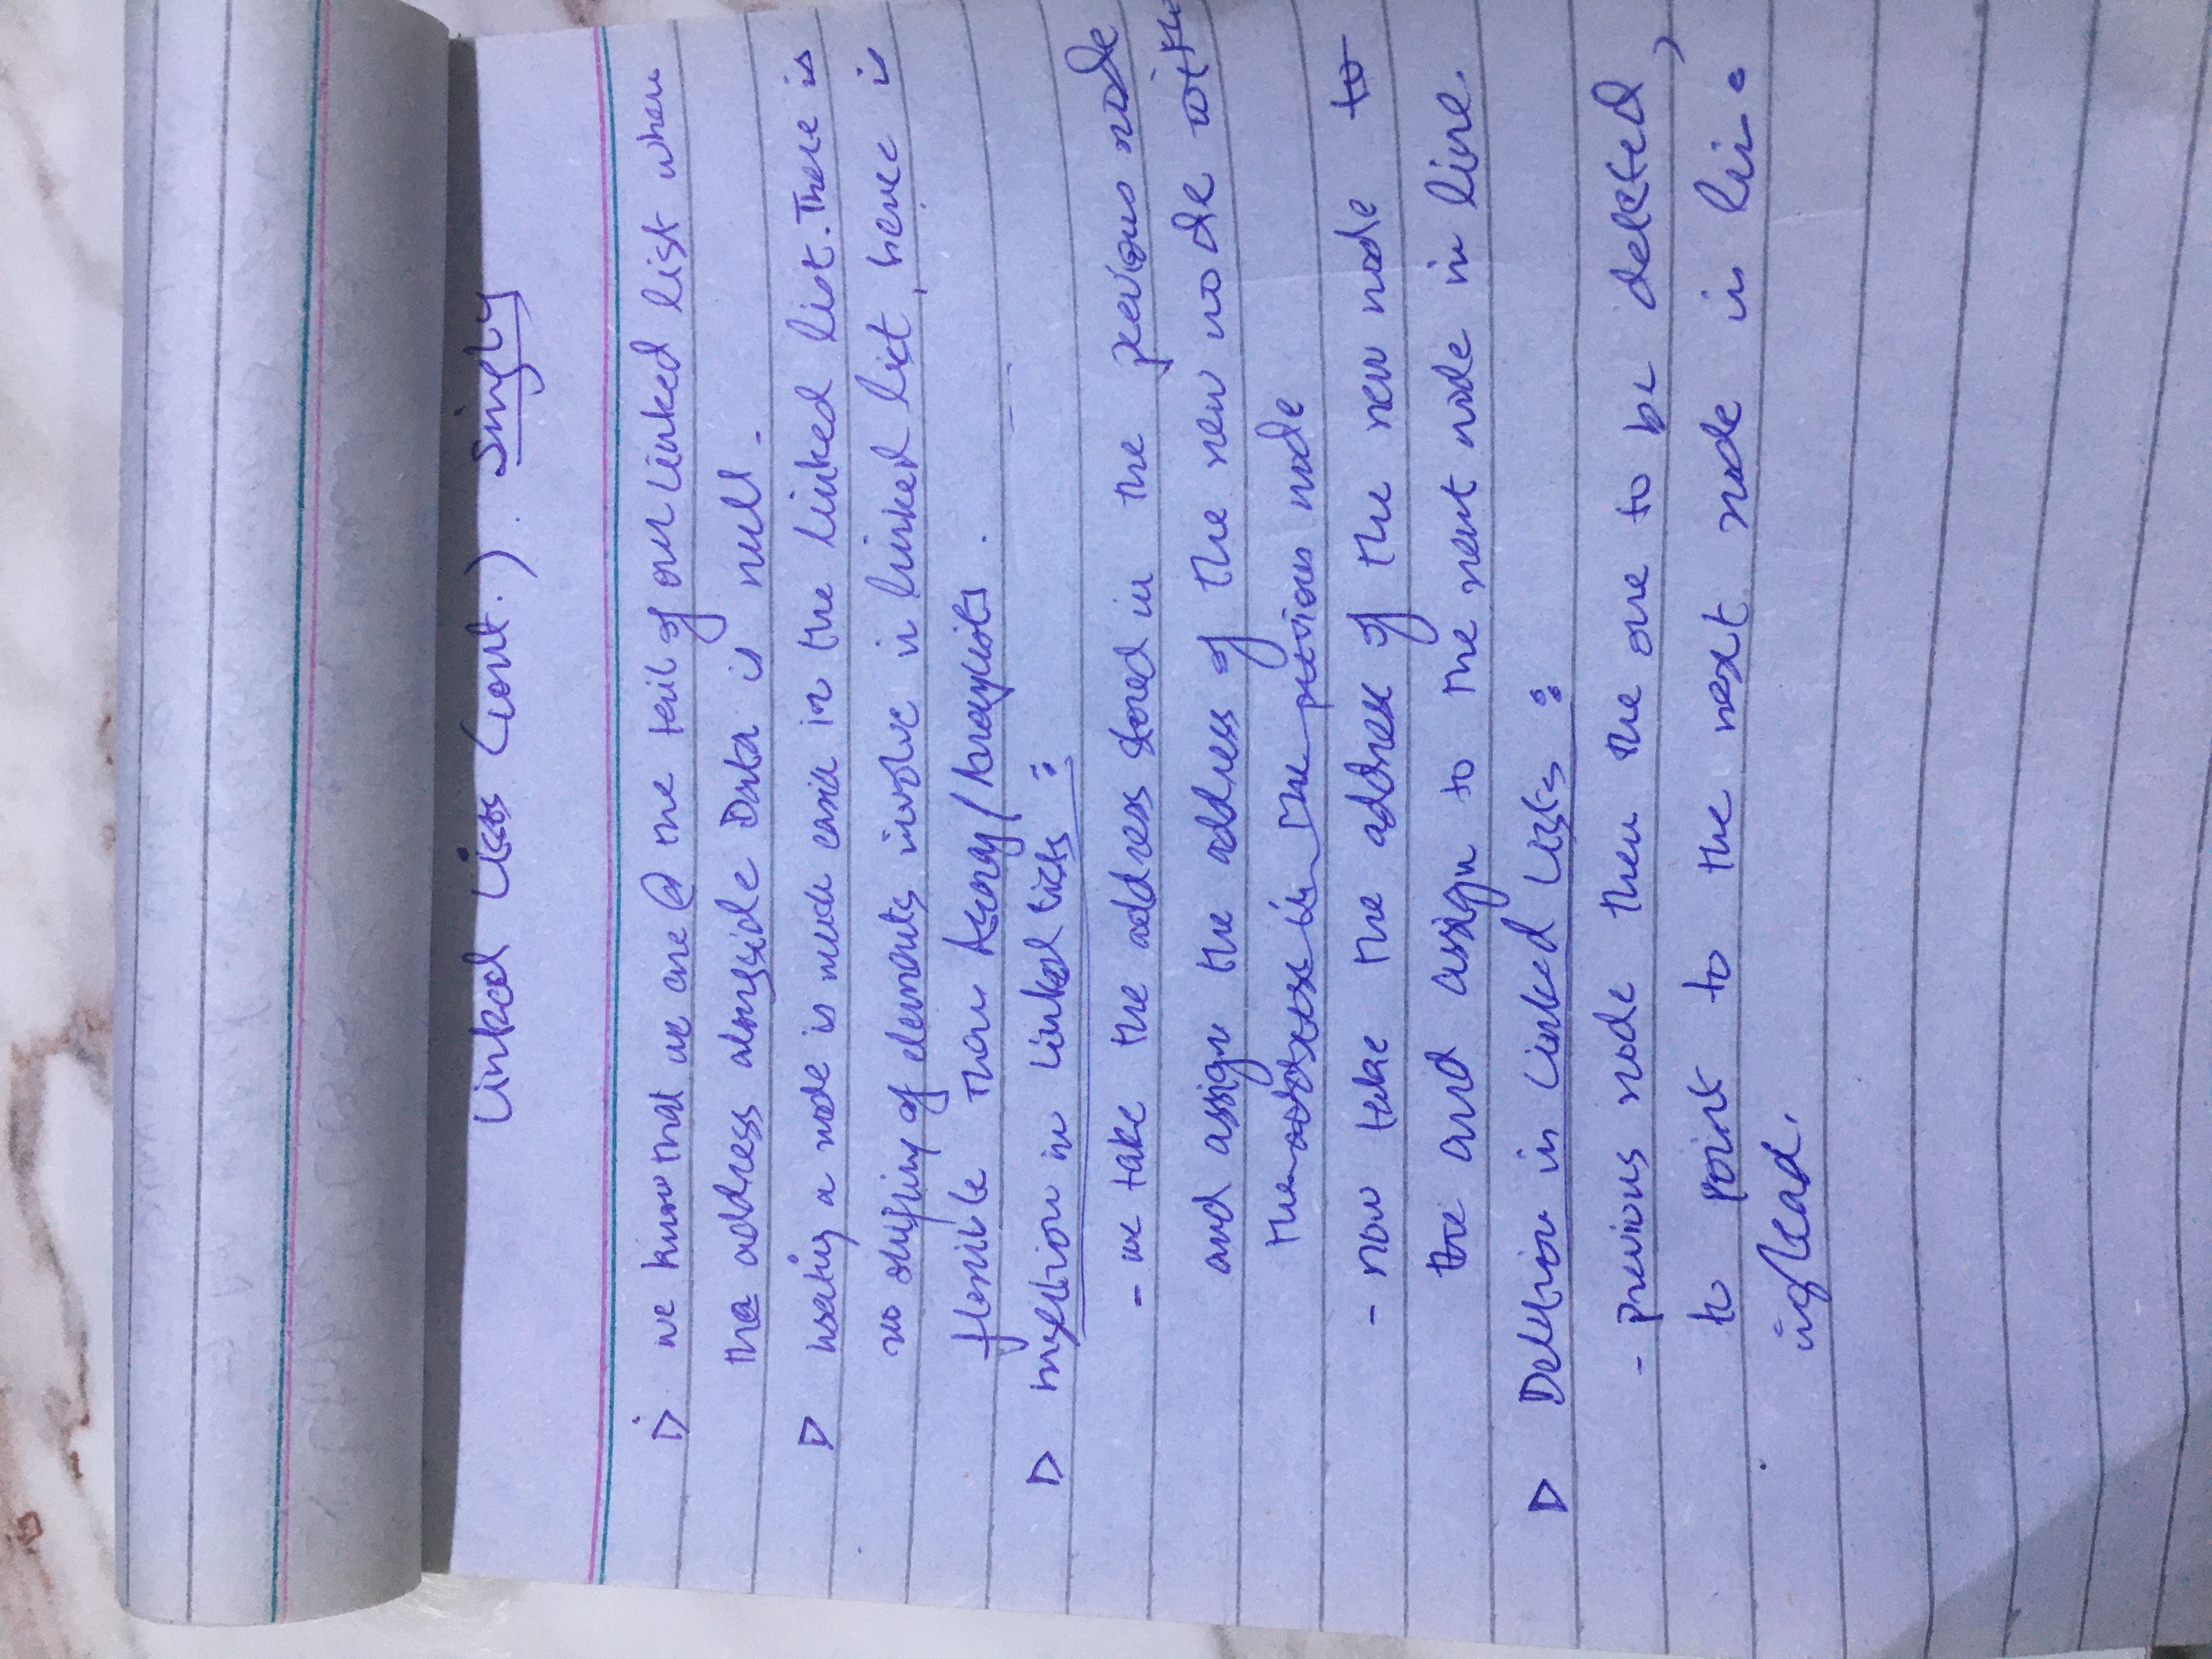 Linked Lists (cont.). Singly
we know that we are @ the tail of our linked list when
the address alongside Data is null.
Inserting a node is much easier in the linked list. There is
no shifting of elements involve in linked list, hence is
flexible than Array/ArrayLists.
Insertion in Linked Lists :
- we take the address stored in the previous node
and assign the address of the new node with
the address in the previous node
- now take the address of the new node to
the and assign to the next node in line.
Deletion in Linked Lists :
- previous node then the one to be deleted,
to point to the next node in line
instead.